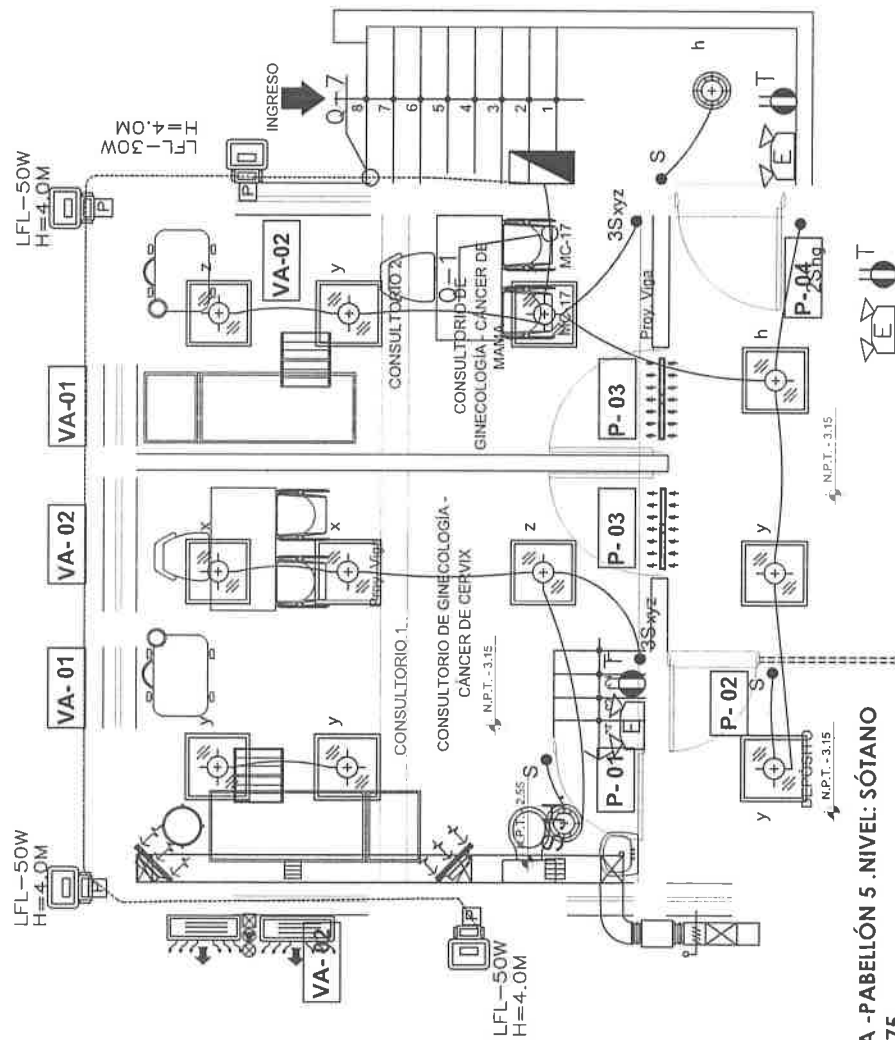 LFL-50W
H=4.0M
LFL-30W
H=4.0M
INGRESO
O-7
8
7
6
5
4
3
2
1
P
P
VA-01
VA-02
z
y
CONSULTORIO 2
CONSULTORIO DE
GINECOLOGÍA - CÁNCER DE
MAMA
O-1
MC-17
MC-17
3Sxyz
S
h
E
T
Proy. Viga
P-03
P-04
2Shg
h
E
T
N.P.T. - 3.15
VA-02
x
x
Proy. Viga
z
P-03
3Sxyz
y
VA-01
y
y
CONSULTORIO 1
CONSULTORIO DE GINECOLOGÍA -
CÁNCER DE CERVIX
N.P.T. - 3.15
T
E
P-01
P-02
S
S
N.P.T. - 2.55
y
DEPÓSITO
N.P.T. - 3.15
LFL-50W
H=4.0M
P
VA-02
P
LFL-50W
H=4.0M
A -PABELLÓN 5 .NIVEL: SÓTANO
75